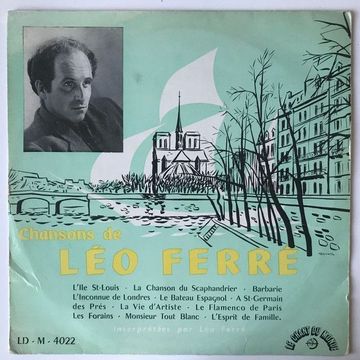 Chansons de
LÉO FERRÉ
L'Ile St-Louis · La Chanson du Scaphandrier · Barbarie
L'Inconnue de Londres · Le Bateau Espagnol · A St-Germain
des Prés · La Vie d'Artiste · Le Flamenco de Paris
Les Forains · Monsieur Tout Blanc · L'Esprit de Famille.
interprétées par Léo Ferré
LD - M - 4022
LE CHANT DU MONDE